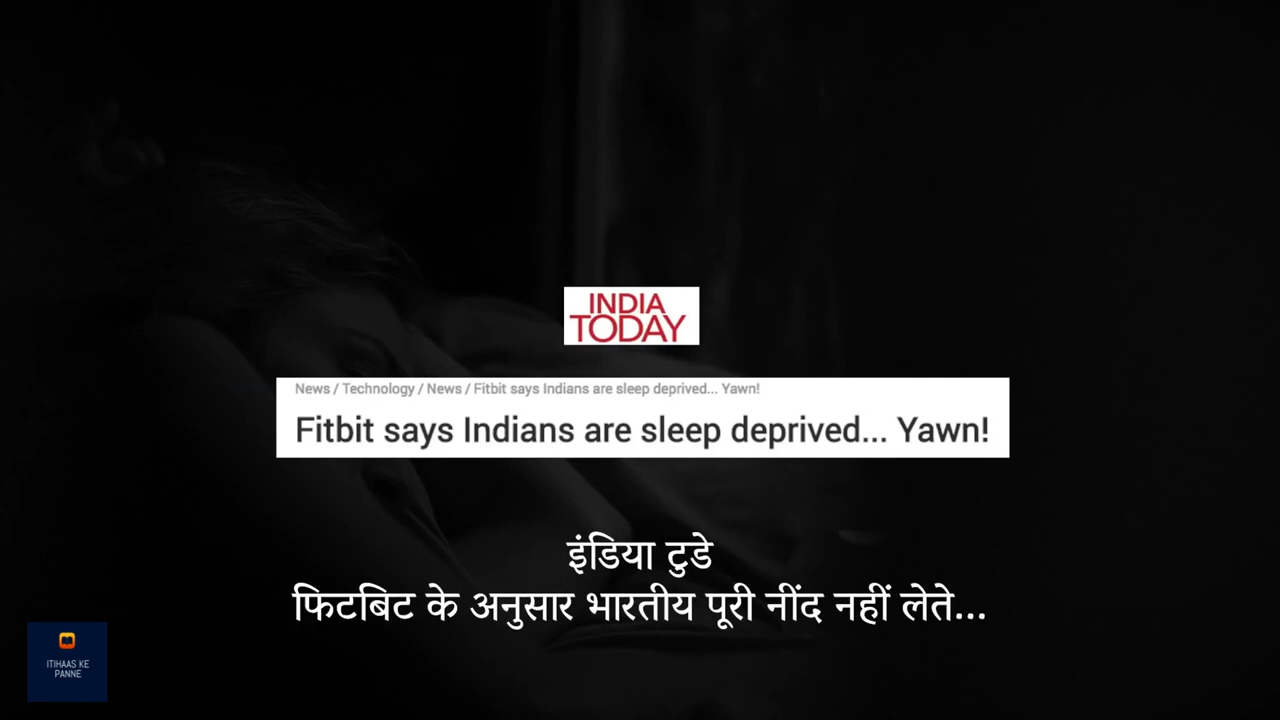 INDIA
TODAY
News / Technology / News / Fitbit says Indians are sleep deprived... Yawn!
Fitbit says Indians are sleep deprived... Yawn!
इंडिया टुडे
फिटबिट के अनुसार भारतीय पूरी नींद नहीं लेते...
ITIHAAS KE
PANNE